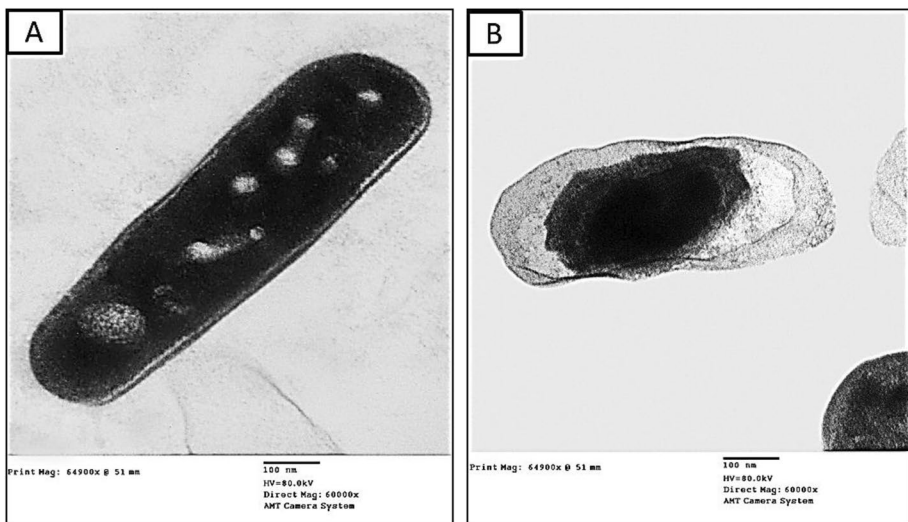 A
B
Print Mag: 64900x @ 51 mm
100 nm
HV=80.0kV
Direct Mag: 60000x
AMT Camera System
Print Mag: 64900x @ 51 mm
100 nm
HV=80.0kV
Direct Mag: 60000x
AMT Camera System